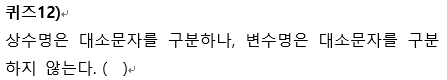 퀴즈12)
상수명은 대소문자를 구분하나, 변수명은 대소문자를 구분
하지 않는다. (   )